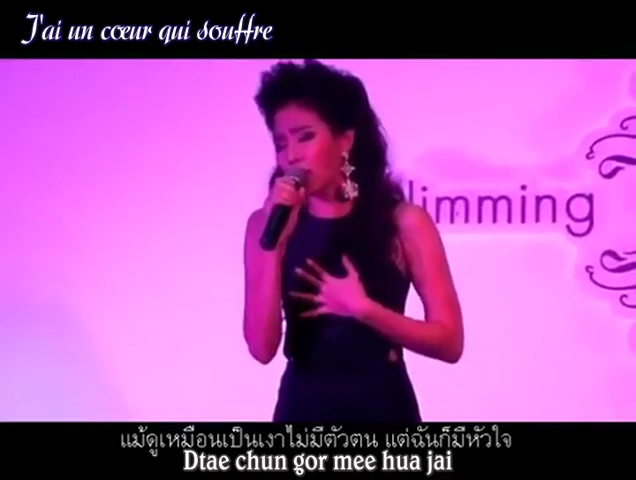 J'ai un cœur qui souffre
limming
แม้ดูเหมือนเป็นเงาไม่มีตัวตน แต่ฉันก็มีหัวใจ
Dtae chun gor mee hua jai